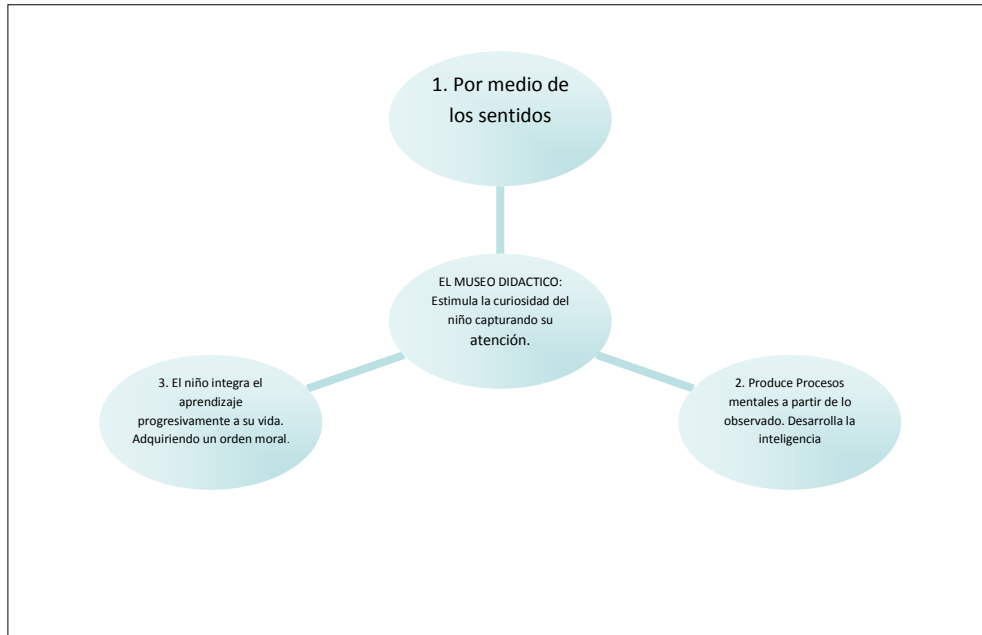 1. Por medio de
los sentidos
EL MUSEO DIDACTICO:
Estimula la curiosidad del
niño capturando su
atención.
3. El niño integra el
aprendizaje
progresivamente a su vida.
Adquiriendo un orden moral.
2. Produce Procesos
mentales a partir de lo
observado. Desarrolla la
inteligencia